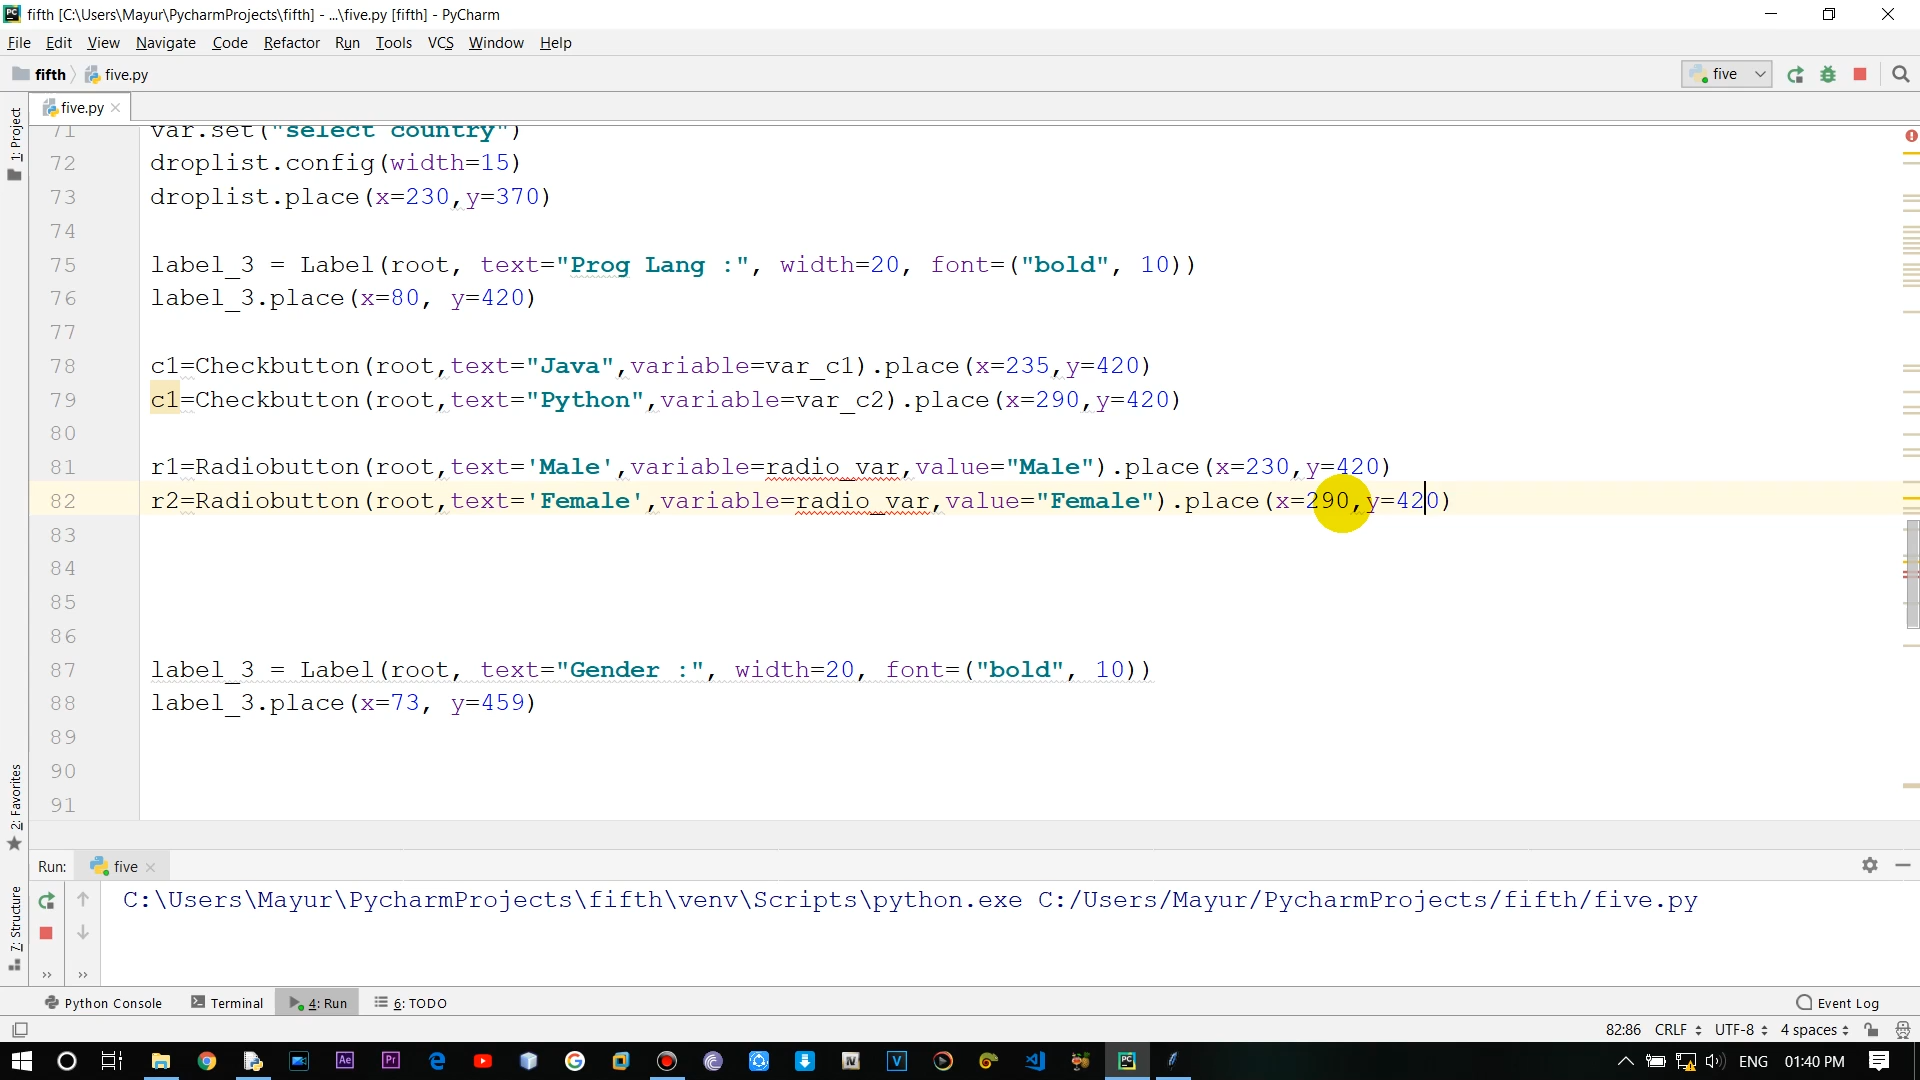 fifth [C:\Users\Mayur\PycharmProjects\fifth] - ...\five.py [fifth] - PyCharm
File Edit View Navigate Code Refactor Run Tools VCS Window Help
fifth five.py five
five.py
1: Project
71 var.set("select country")
72 droplist.config(width=15)
73 droplist.place(x=230,y=370)
74
75 label_3 = Label(root, text="Prog Lang :", width=20, font=("bold", 10))
76 label_3.place(x=80, y=420)
77
78 c1=Checkbutton(root,text="Java",variable=var_c1).place(x=235,y=420)
79 c1=Checkbutton(root,text="Python",variable=var_c2).place(x=290,y=420)
80
81 r1=Radiobutton(root,text='Male',variable=radio_var,value="Male").place(x=230,y=420)
82 r2=Radiobutton(root,text='Female',variable=radio_var,value="Female").place(x=290,y=420)
83
84
85
86
87 label_3 = Label(root, text="Gender :", width=20, font=("bold", 10))
88 label_3.place(x=73, y=459)
89
90
91
2: Favorites
7: Structure
Run: five
C:\Users\Mayur\PycharmProjects\fifth\venv\Scripts\python.exe C:/Users/Mayur/PycharmProjects/fifth/five.py
Python Console Terminal 4: Run 6: TODO Event Log
82:86 CRLF UTF-8 4 spaces
ENG 01:40 PM